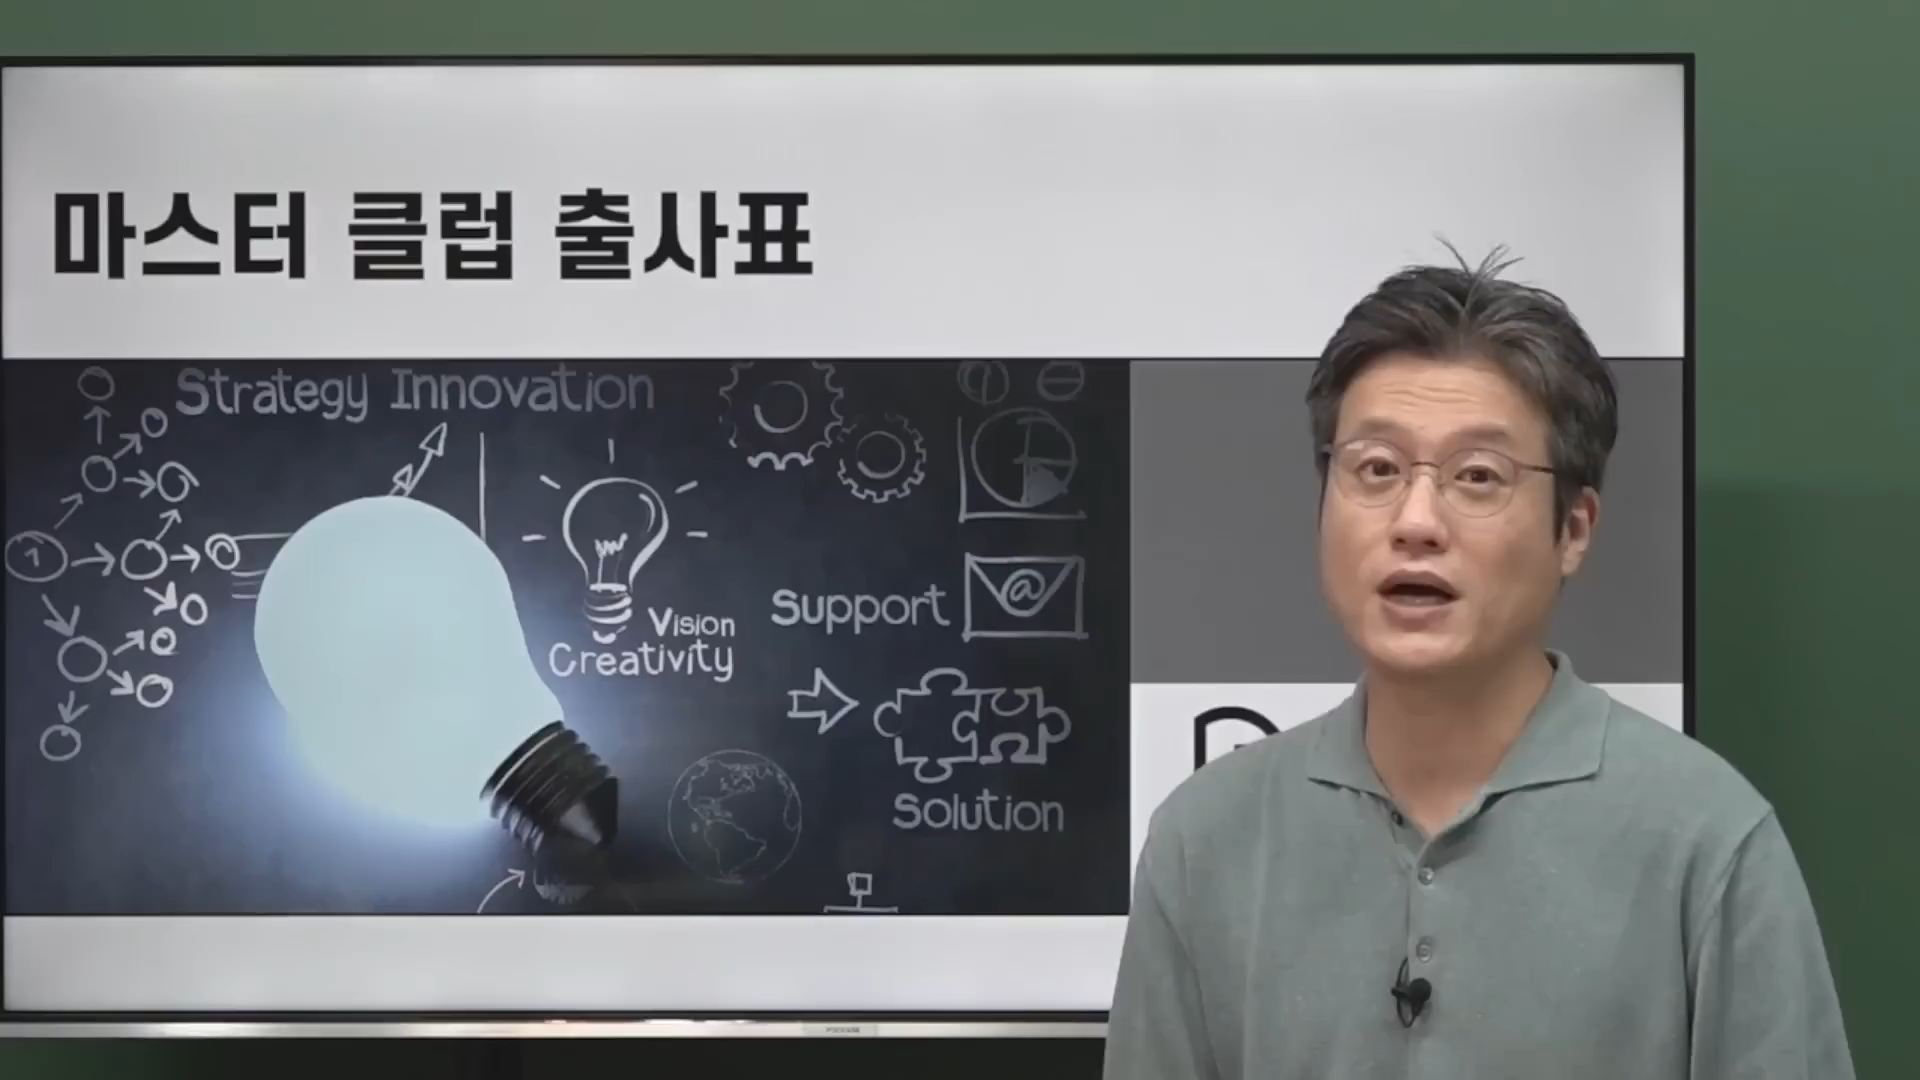 마스터 클럽 출사표
Strategy Innovation
Vision
Creativity
Support
@
Solution